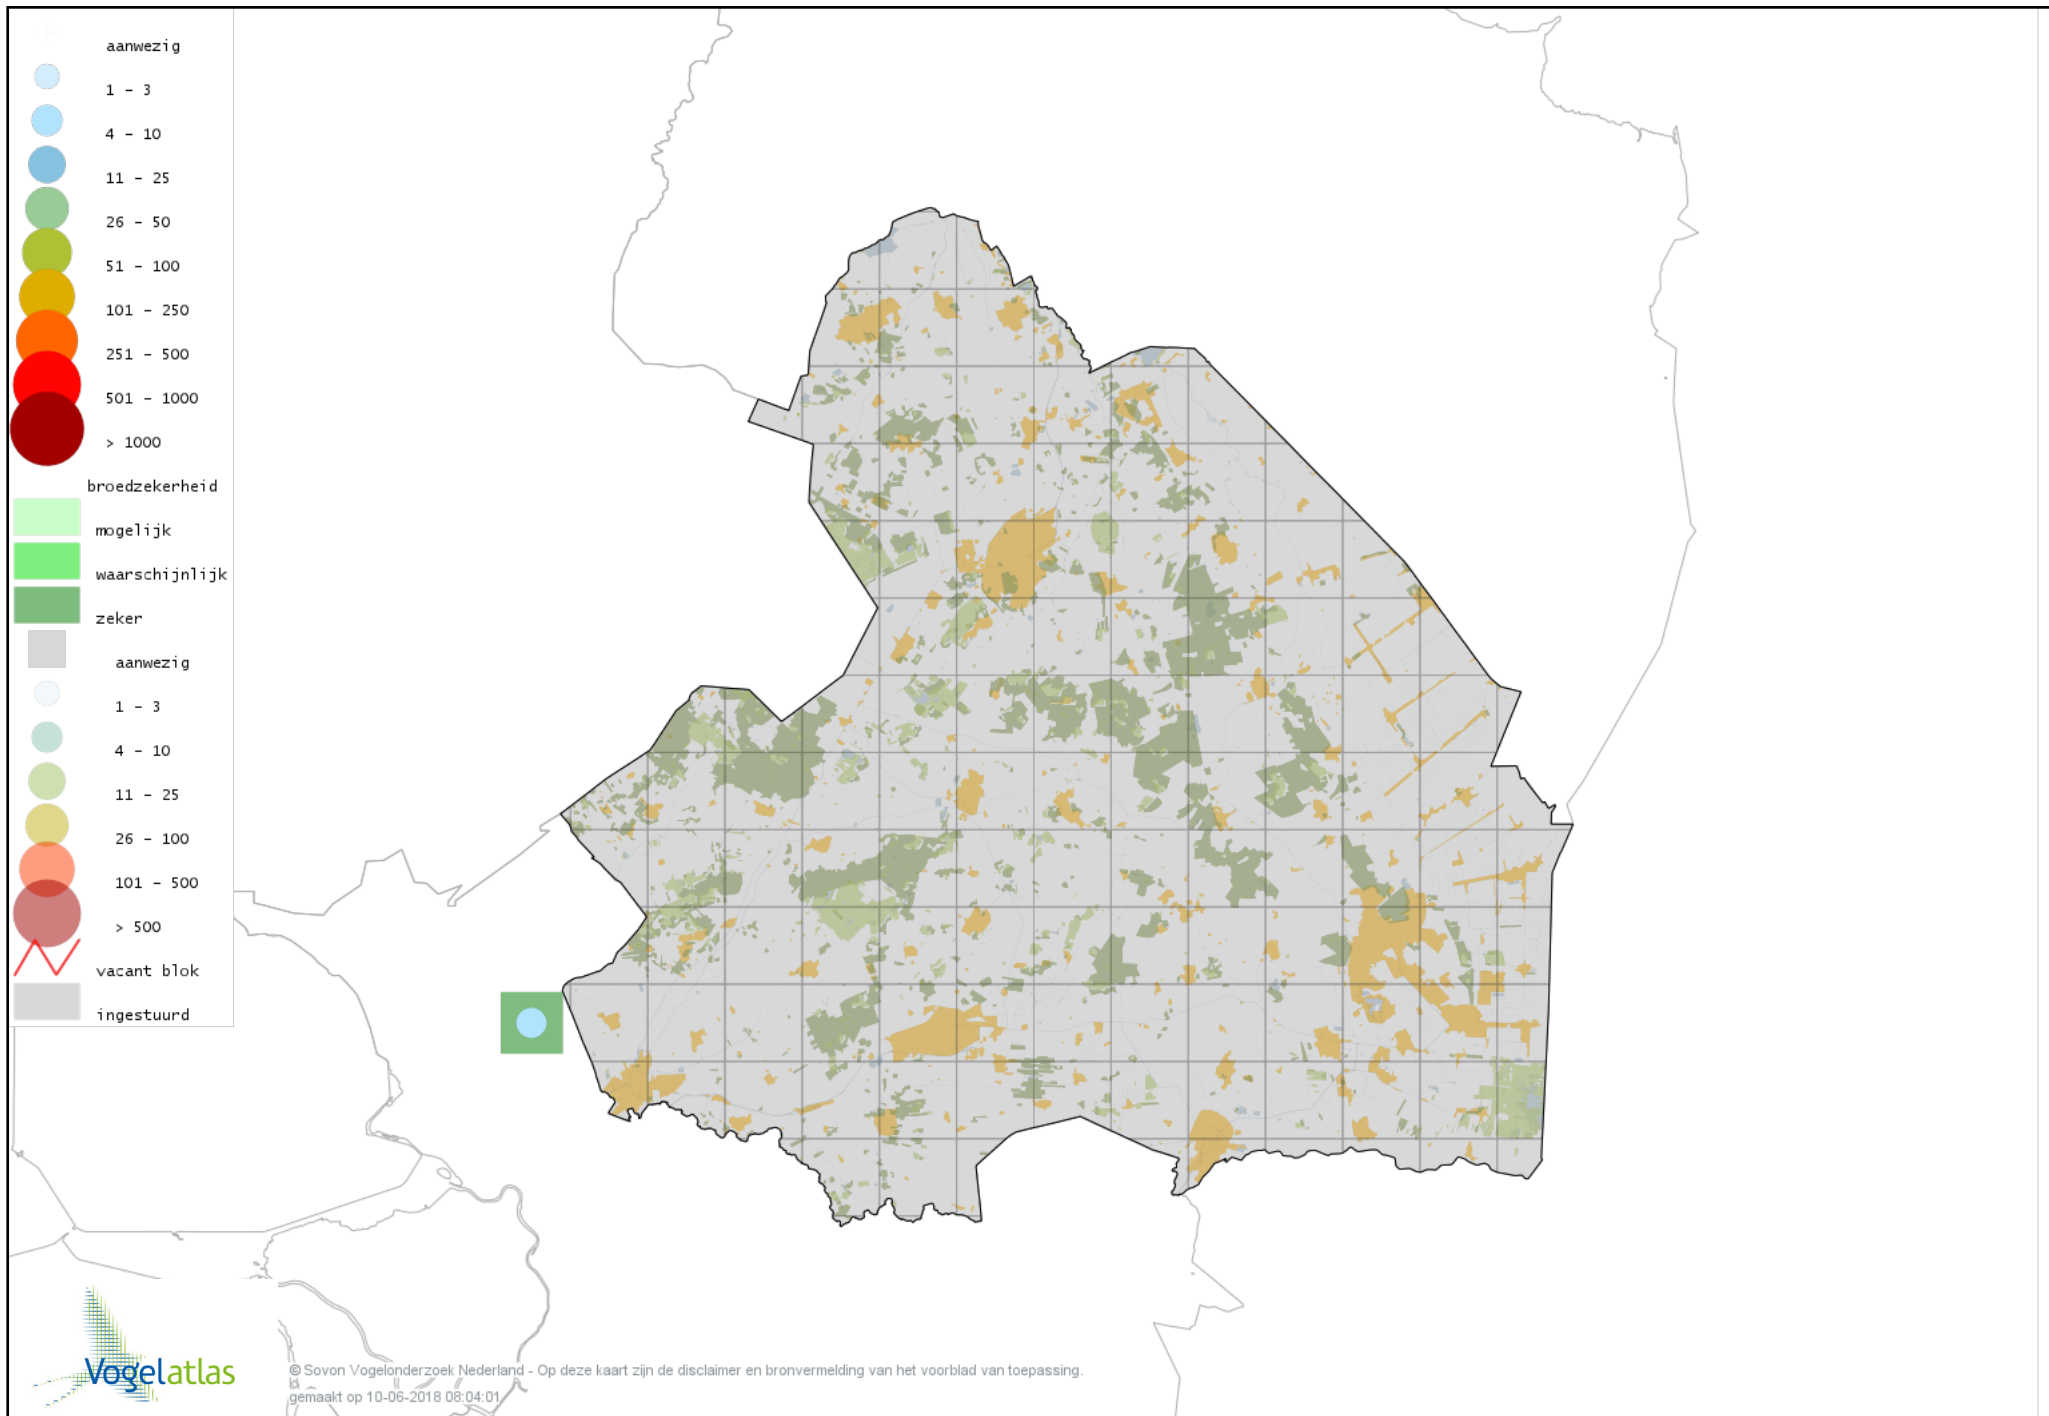 aanwezig
1 - 3
4 - 10
11 - 25
26 - 50
51 - 100
101 - 250
251 - 500
501 - 1000
> 1000
broedzekerheid
mogelijk
waarschijnlijk
zeker
aanwezig
1 - 3
4 - 10
11 - 25
26 - 100
101 - 500
> 500
vacant blok
ingestuurd
Vogelatlas
© Sovon Vogelonderzoek Nederland - Op deze kaart zijn de disclaimer en bronvermelding van het voorblad van toepassing.
gemaakt op 10-06-2018 08:04:01